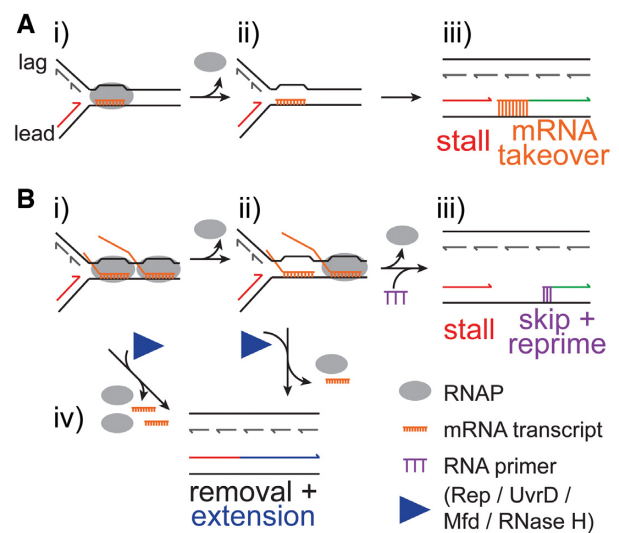 A
i)
ii)
iii)
lag
lead
stall
mRNA
takeover
B
i)
ii)
iii)
stall
skip +
reprime
iv)
removal +
extension
RNAP
mRNA transcript
RNA primer
(Rep / UvrD /
Mfd / RNase H)